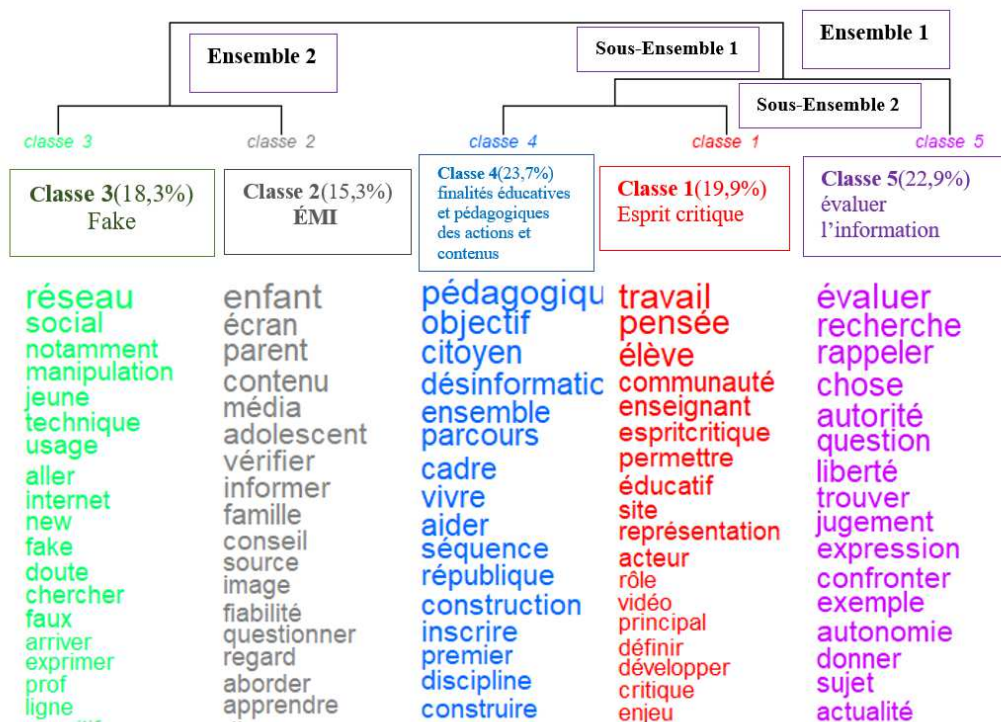 Ensemble 1
Ensemble 2
Sous-Ensemble 1
Sous-Ensemble 2
classe 3
classe 2
classe 4
classe 1
classe 5
Classe 3(18,3%)
Fake
Classe 2(15,3%)
ÉMI
Classe 4(23,7%)
finalités éducatives
et pédagogiques
des actions et
contenus
Classe 1(19,9%)
Esprit critique
Classe 5(22,9%)
évaluer
l'information
réseau
social
notamment
manipulation
jeune
technique
usage
aller
internet
new
fake
doute
chercher
faux
arriver
exprimer
prof
ligne
enfant
écran
parent
contenu
média
adolescent
vérifier
informer
famille
conseil
source
image
fiabilité
questionner
regard
aborder
apprendre
pédagogiqu
objectif
citoyen
désinformatic
ensemble
parcours
cadre
vivre
aider
séquence
république
construction
inscrire
premier
discipline
construire
travail
pensée
élève
communauté
enseignant
espritcritique
permettre
éducatif
site
représentation
acteur
rôle
vidéo
principal
définir
développer
critique
enjeu
évaluer
recherche
rappeler
chose
autorité
question
liberté
trouver
jugement
expression
confronter
exemple
autonomie
donner
sujet
actualité